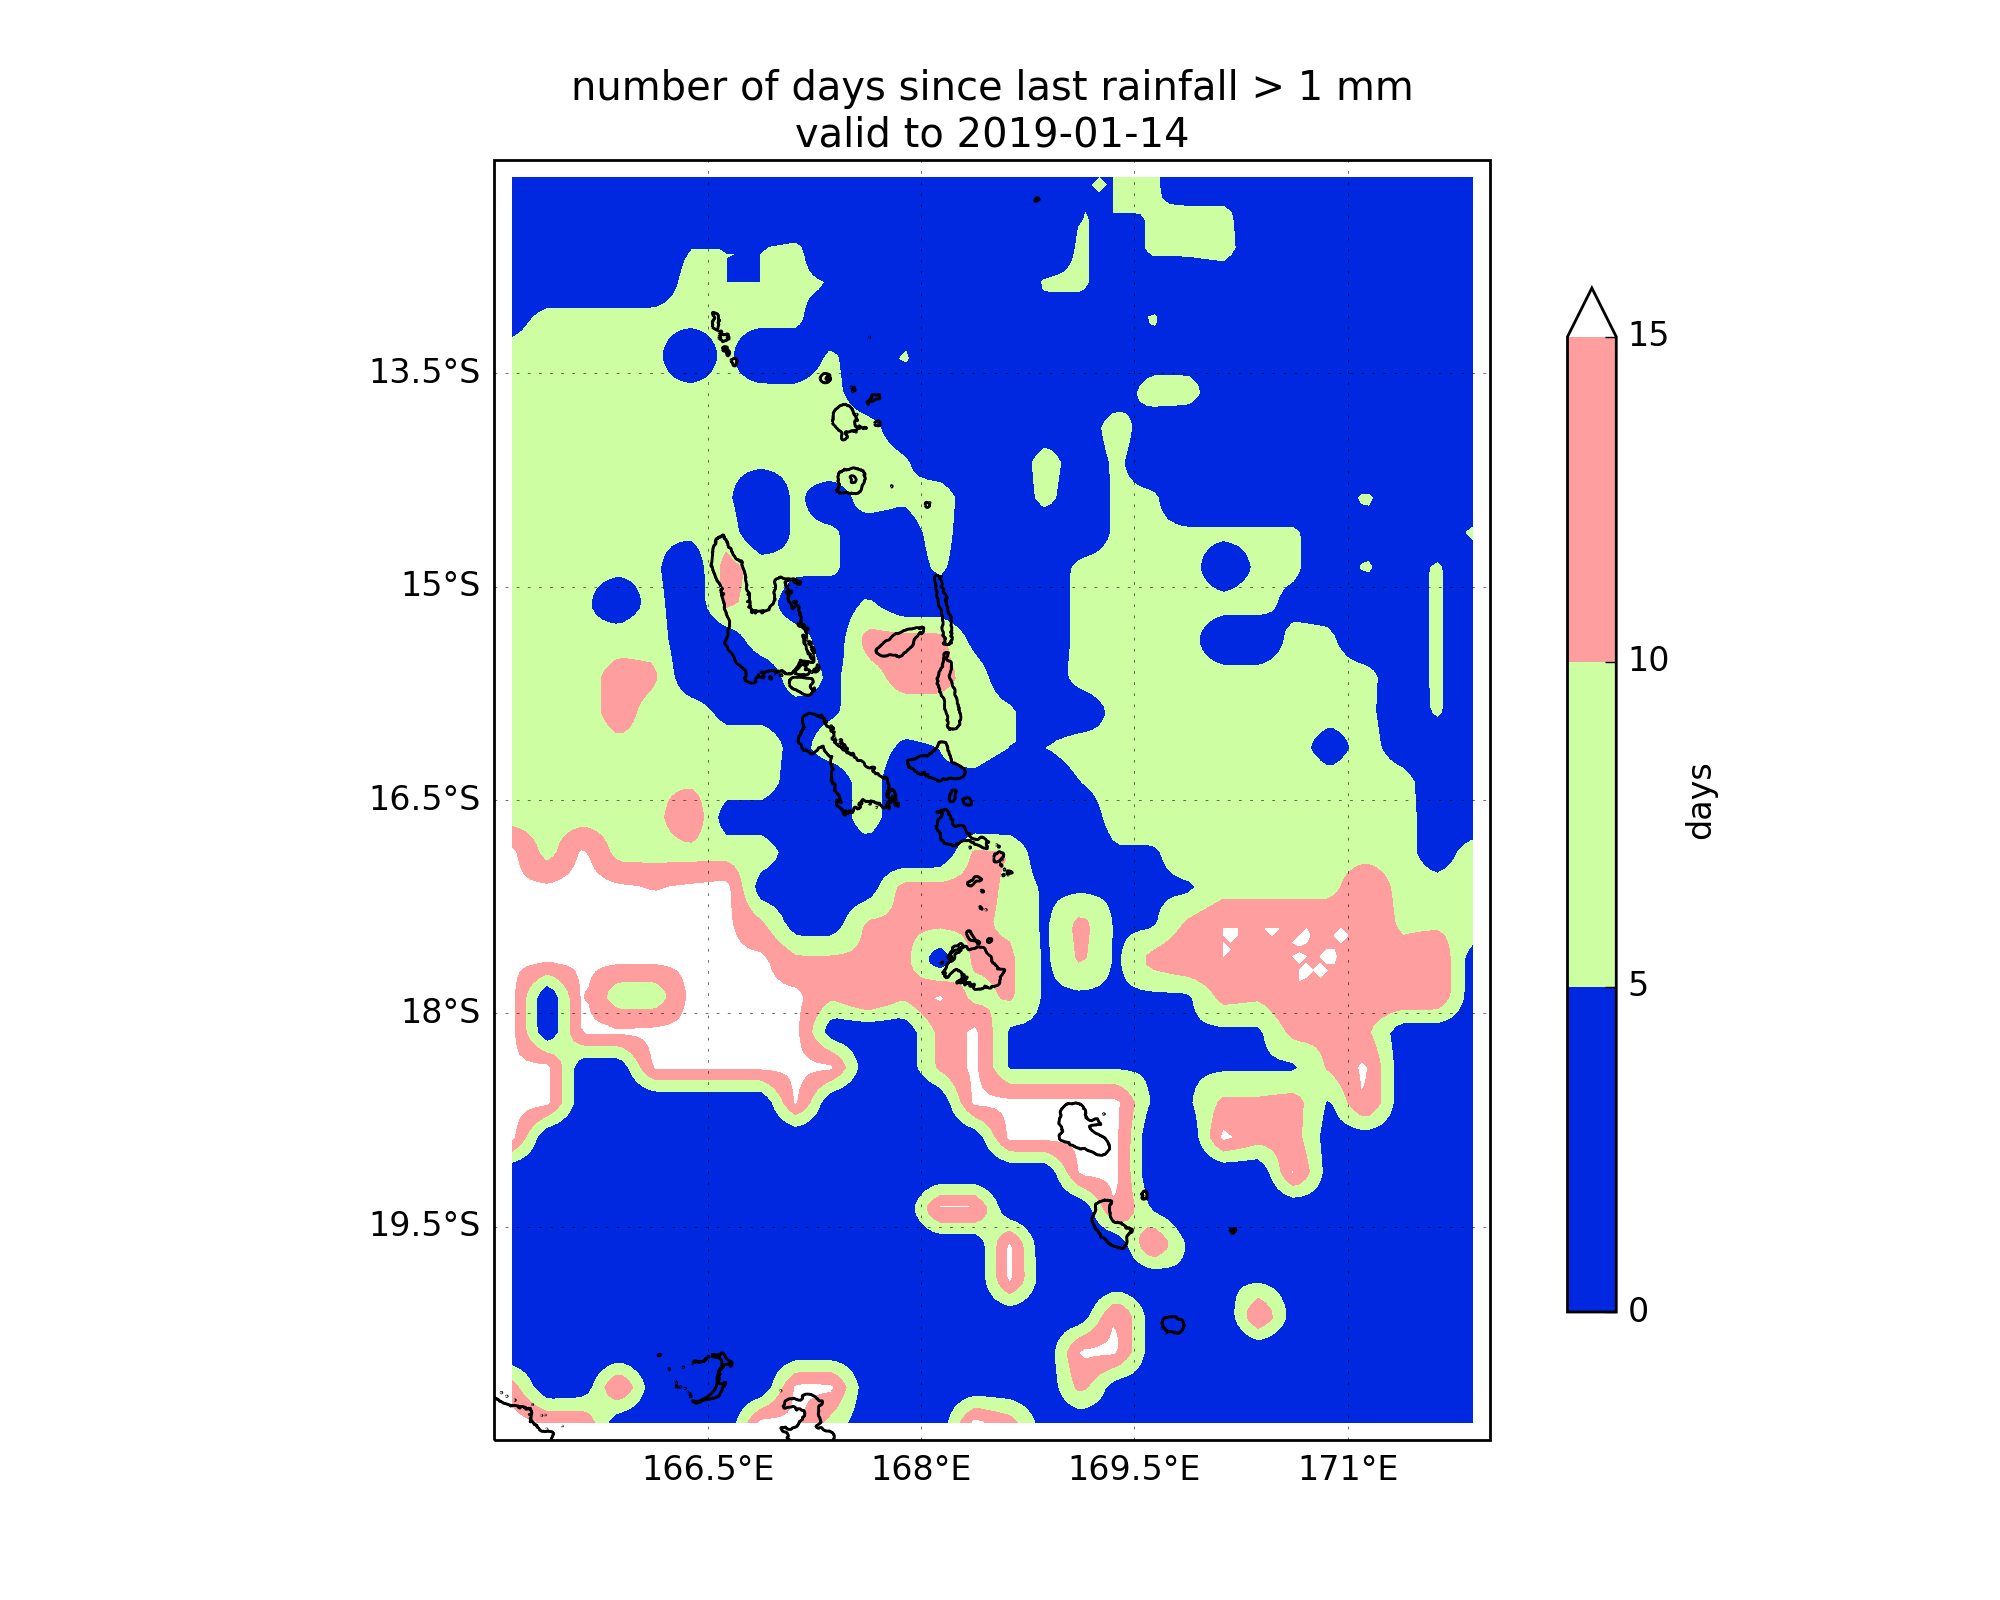 number of days since last rainfall > 1 mm
valid to 2019-01-14
13.5°S
15°S
16.5°S
18°S
19.5°S
166.5°E
168°E
169.5°E
171°E
15
10
5
0
days